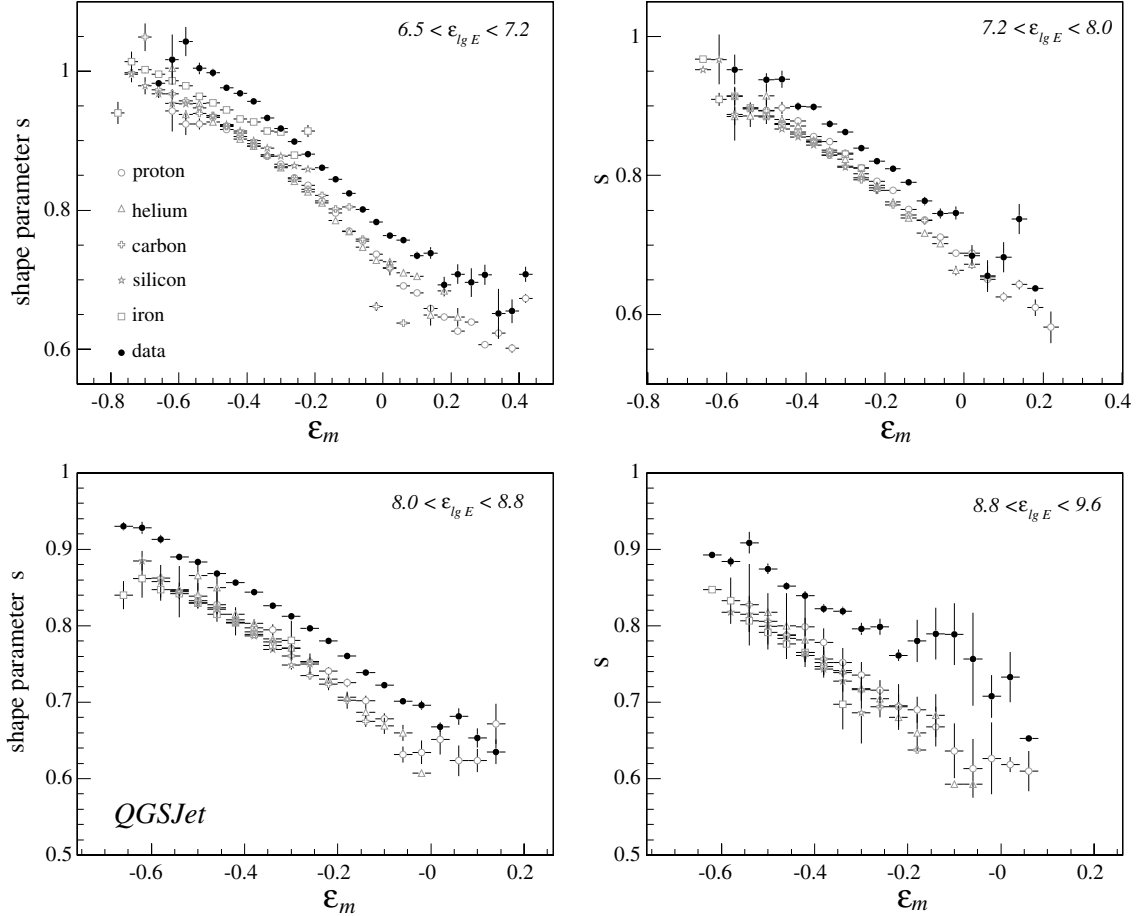 6.5 < ε_lg E < 7.2
1
0.8
0.6
shape parameter s
proton
helium
carbon
silicon
iron
data
-0.8 -0.6 -0.4 -0.2 0 0.2 0.4
ε_m
7.2 < ε_lg E < 8.0
1
0.8
0.6
s
-0.8 -0.6 -0.4 -0.2 0 0.2 0.4
ε_m
8.0 < ε_lg E < 8.8
1
0.9
0.8
0.7
0.6
0.5
shape parameter s
QGSJet
-0.6 -0.4 -0.2 -0 0.2
ε_m
8.8 <ε_lg E < 9.6
1
0.9
0.8
0.7
0.6
0.5
s
-0.6 -0.4 -0.2 -0 0.2
ε_m